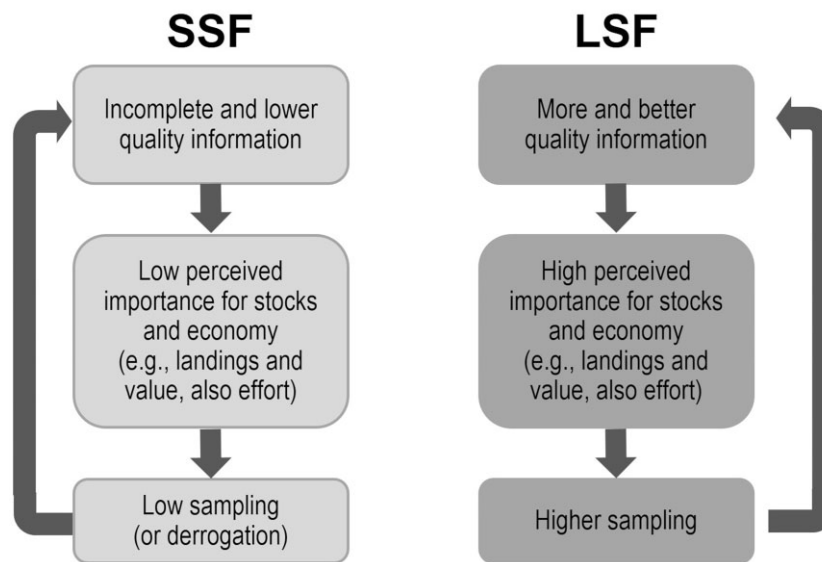 SSF
Incomplete and lower
quality information
Low perceived
importance for stocks
and economy
(e.g., landings and
value, also effort)
Low sampling
(or derrogation)
LSF
More and better
quality information
High perceived
importance for stocks
and economy
(e.g., landings and
value, also effort)
Higher sampling